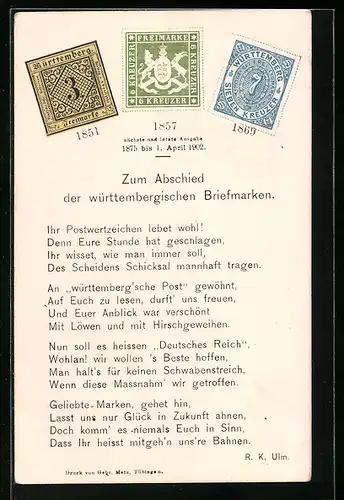 Württemberg.
3
Freimarke
FREIMARKE
6 KREUZER
6 KREUZER
6 KREUZER
WÜRTTEMBERG
7
SIEBEN KREUZER
1851
1857
1869
nächste und letzte Ausgabe
1875 bis 1. April 1902.
Zum Abschied
der württembergischen Briefmarken.
Ihr Postwertzeichen lebet wohl!
Denn Eure Stunde hat geschlagen,
Ihr wisset, wie man immer soll,
Des Scheidens Schicksal mannhaft tragen.
An „württemberg'sche Post" gewöhnt,
Auf Euch zu lesen, durft' uns freuen,
Und Euer Anblick war verschönt
Mit Löwen und mit Hirschgeweihen.
Nun soll es heissen „Deutsches Reich",
Wohlan! wir wollen 's Beste hoffen,
Man halt's für keinen Schwabenstreich,
Wenn diese Massnahm' wir getroffen.
Geliebte Marken, gehet hin,
Lasst uns nur Glück in Zukunft ahnen,
Doch komm' es niemals Euch in Sinn,
Dass Ihr heisst mitgeh'n uns're Bahnen.
R. K. Ulm.
Druck von Gebr. Metz, Tübingen.